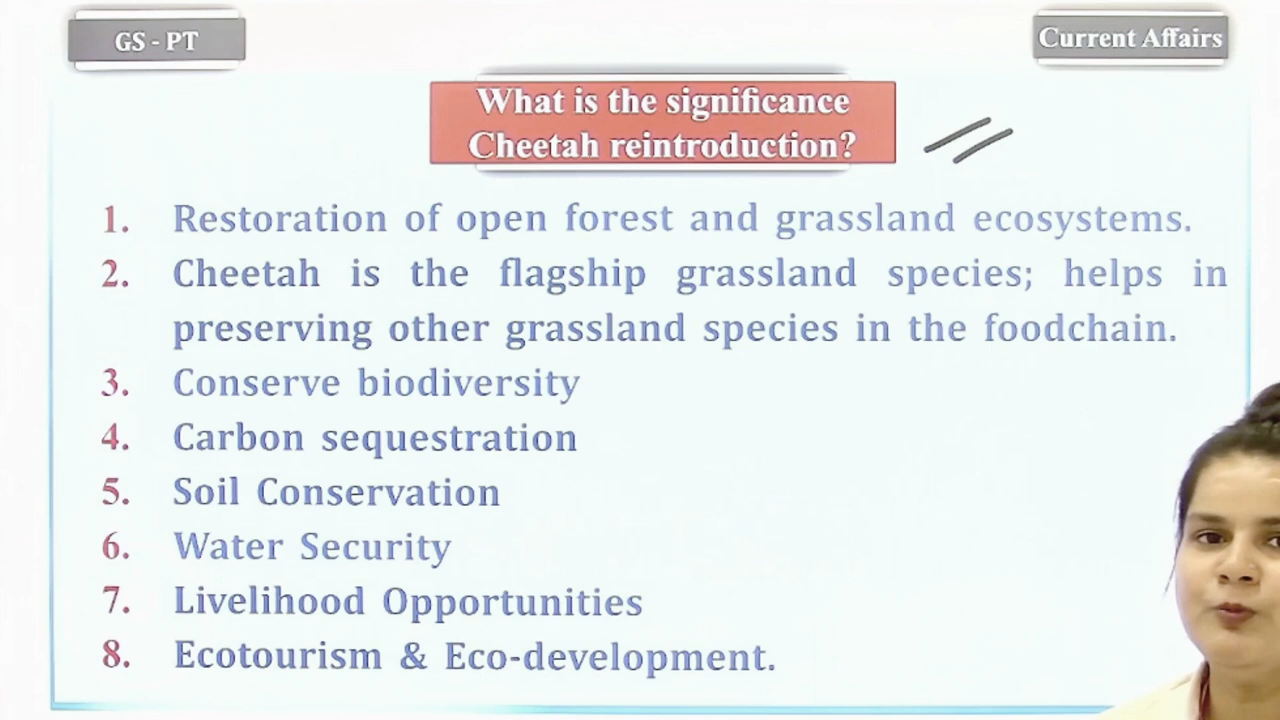 GS - PT
Current Affairs
What is the significance
Cheetah reintroduction?
1. Restoration of open forest and grassland ecosystems.
2. Cheetah is the flagship grassland species; helps in
preserving other grassland species in the foodchain.
3. Conserve biodiversity
4. Carbon sequestration
5. Soil Conservation
6. Water Security
7. Livelihood Opportunities
8. Ecotourism & Eco-development.